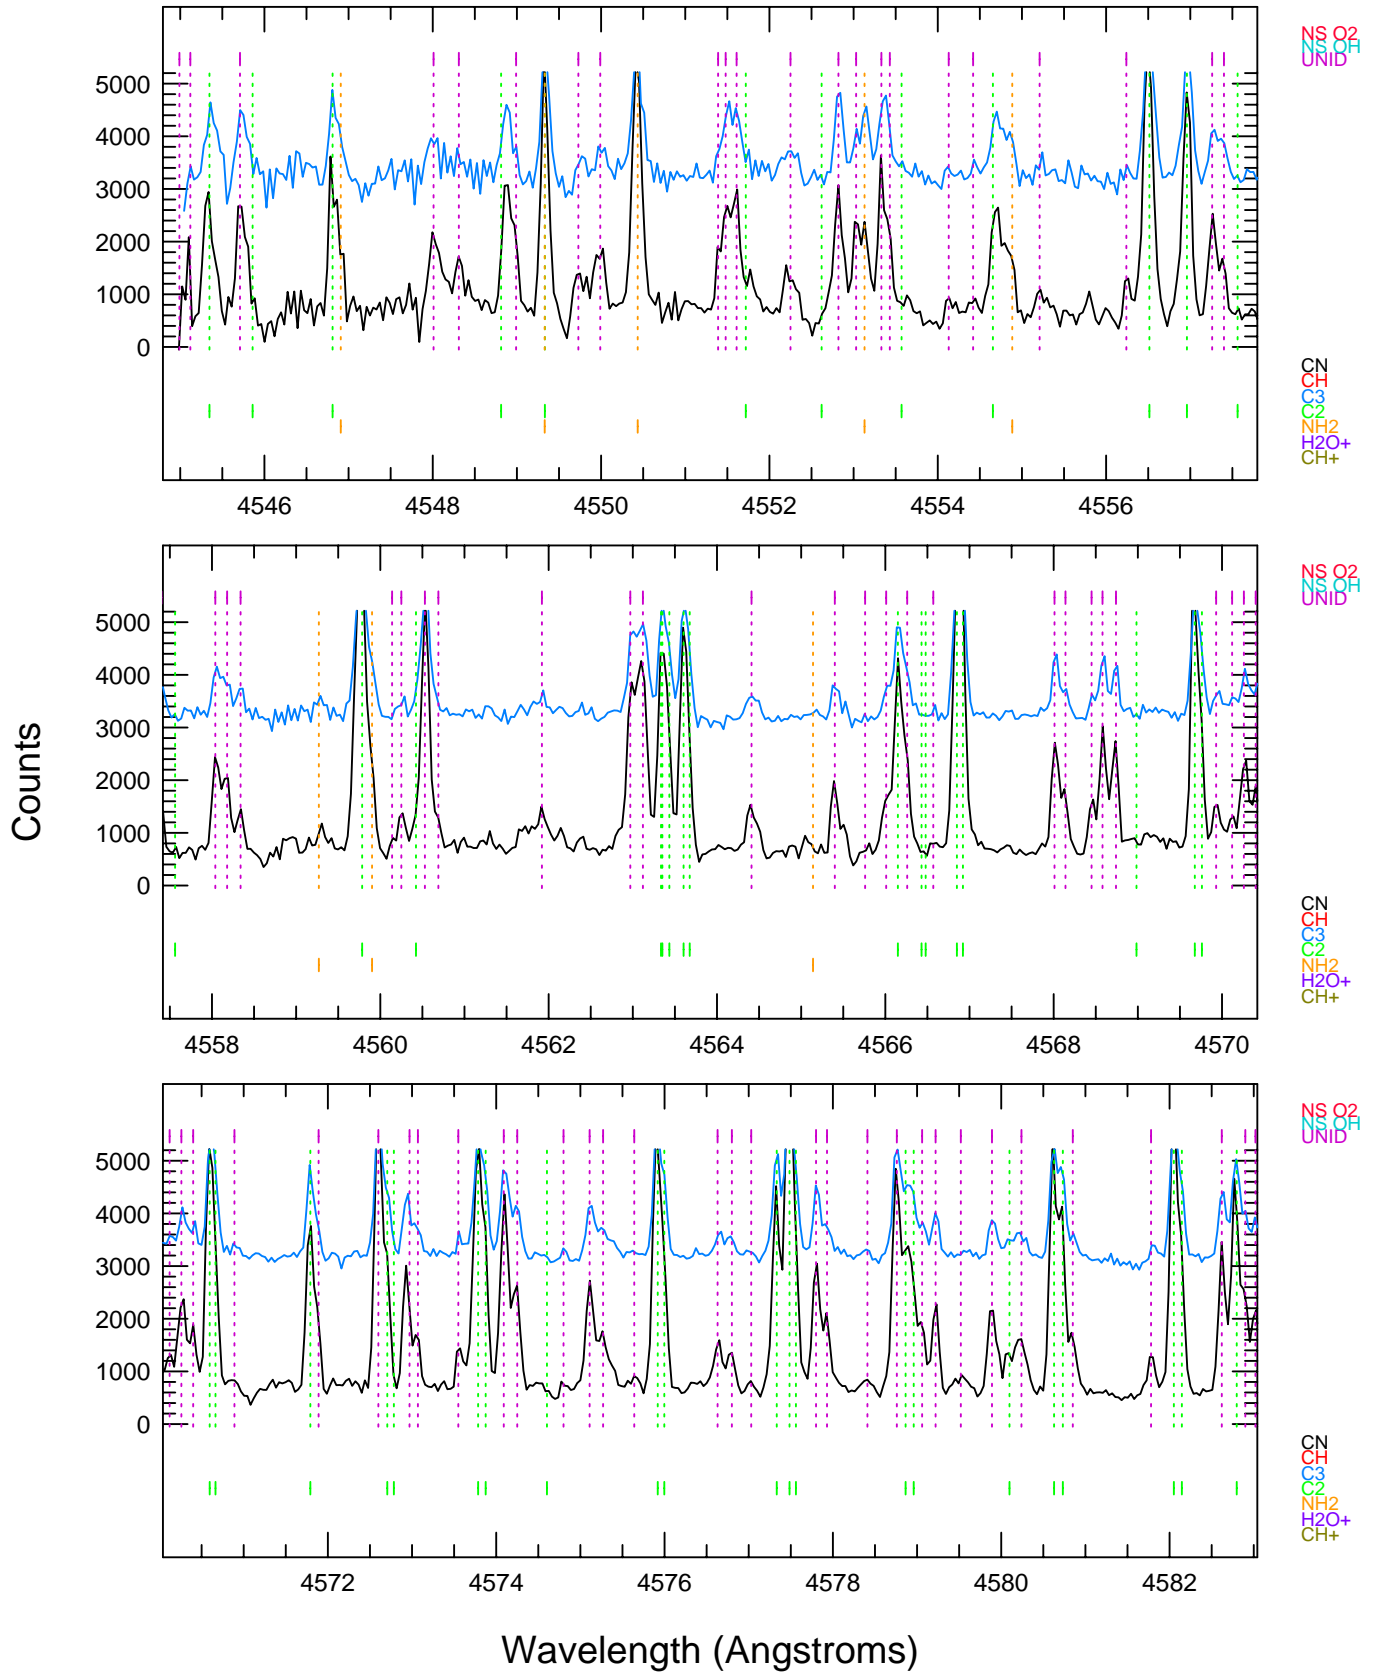 NS O2
NS OH
UNID
5000
4000
3000
2000
1000
0
CN
CH
C3
C2
NH2
H2O+
CH+
4546 4548 4550 4552 4554 4556
NS O2
NS OH
UNID
5000
4000
3000
2000
1000
0
CN
CH
C3
C2
NH2
H2O+
CH+
4558 4560 4562 4564 4566 4568 4570
Counts
NS O2
NS OH
UNID
5000
4000
3000
2000
1000
0
CN
CH
C3
C2
NH2
H2O+
CH+
4572 4574 4576 4578 4580 4582
Wavelength (Angstroms)